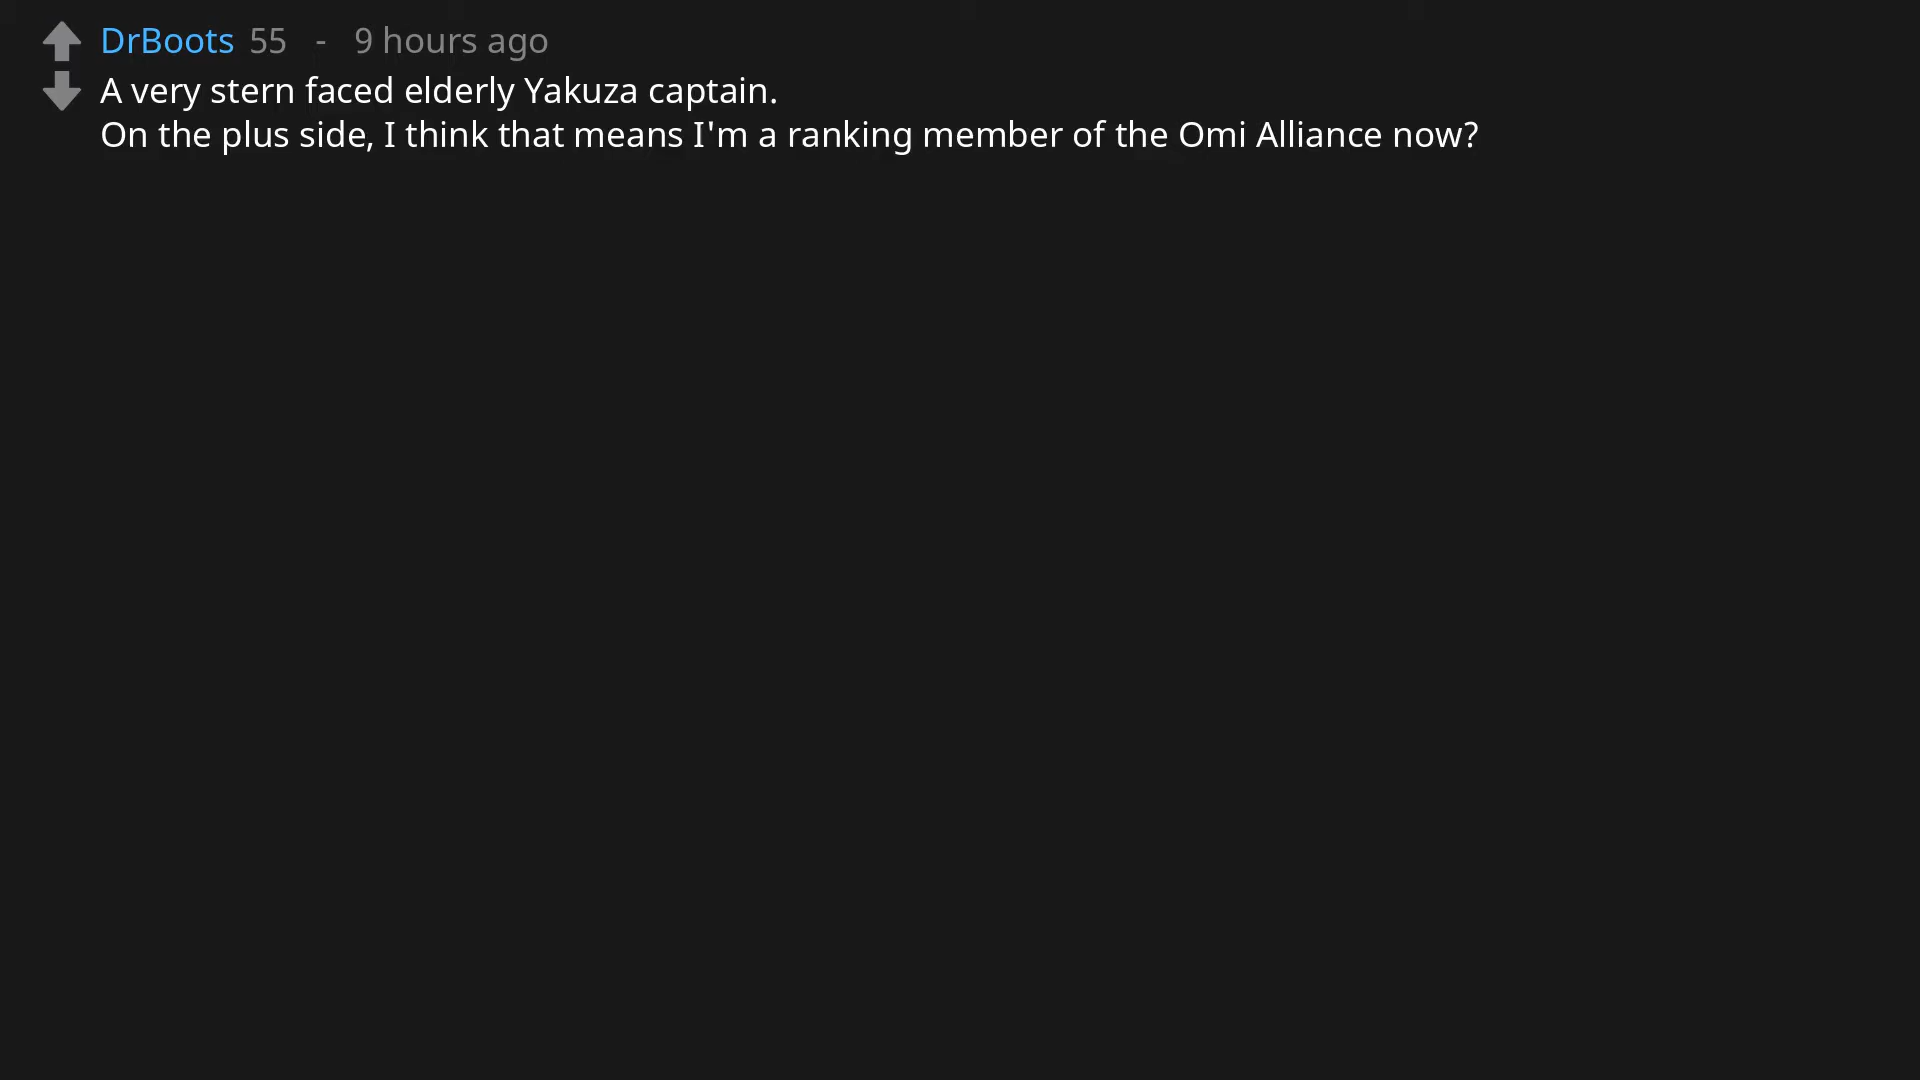 DrBoots 55 - 9 hours ago
A very stern faced elderly Yakuza captain.
On the plus side, I think that means I'm a ranking member of the Omi Alliance now?